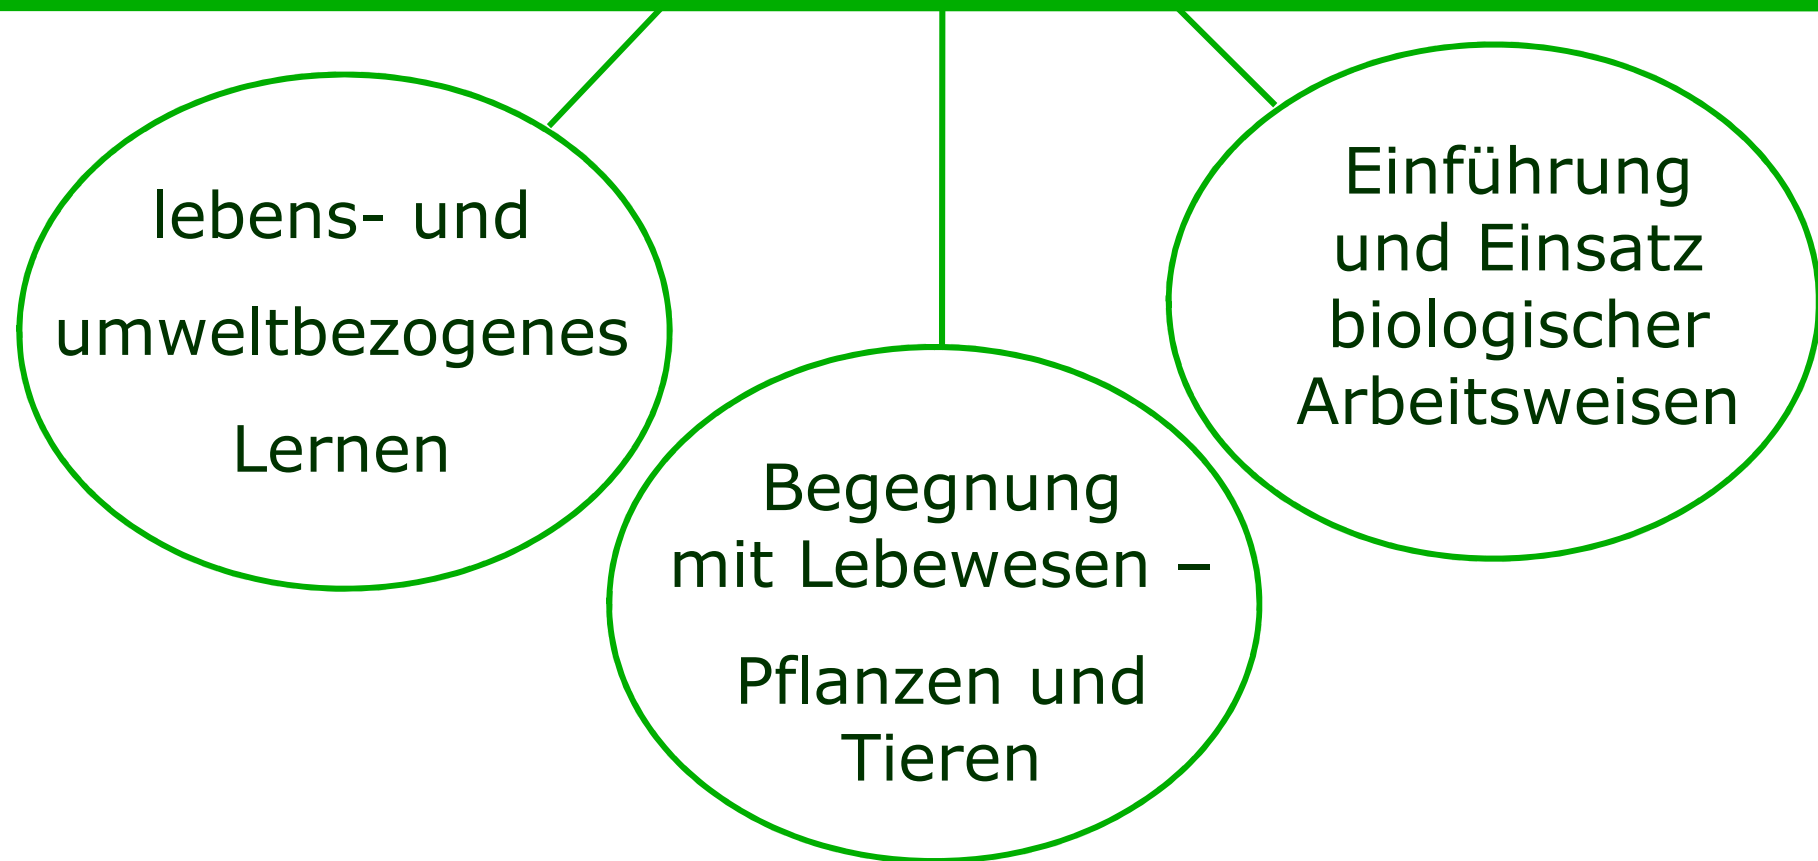 lebens- und
umweltbezogenes
Lernen
Begegnung
mit Lebewesen –
Pflanzen und
Tieren
Einführung
und Einsatz
biologischer
Arbeitsweisen